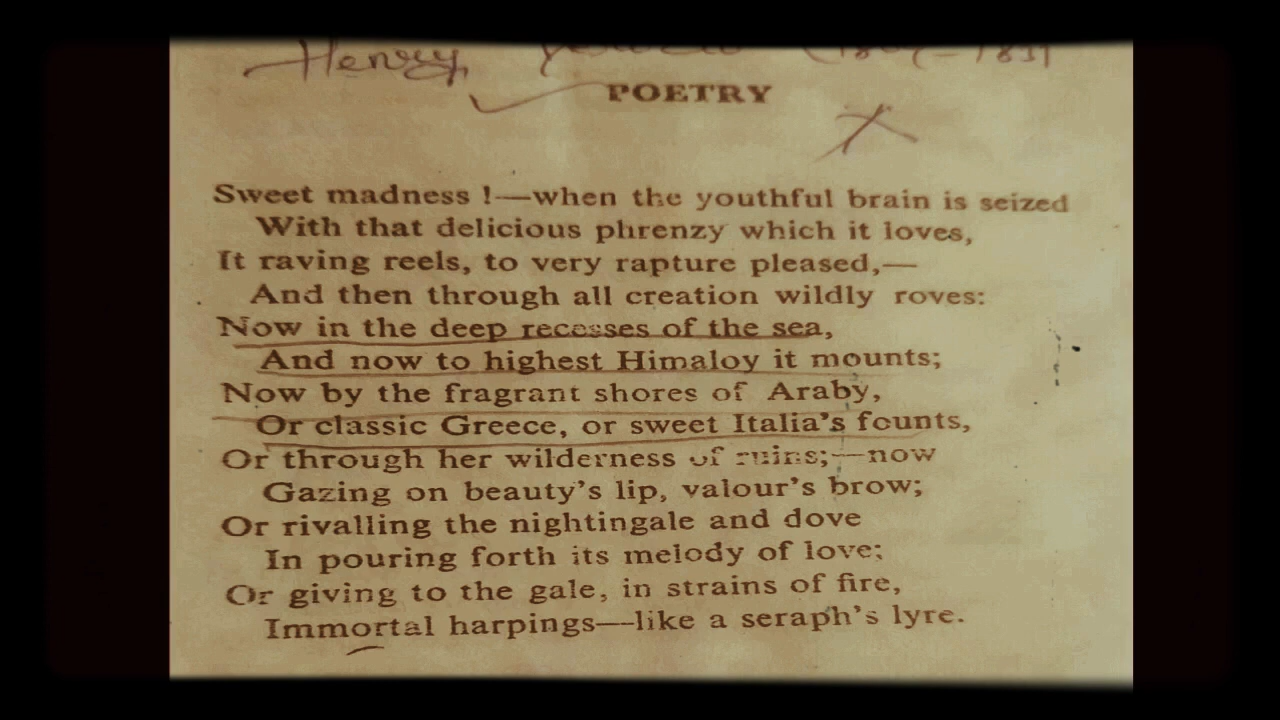 Henry
POETRY
Sweet madness !—when the youthful brain is seized
With that delicious phrenzy which it loves,
It raving reels, to very rapture pleased,—
And then through all creation wildly roves:
Now in the deep recesses of the sea,
And now to highest Himaloy it mounts;
Now by the fragrant shores of Araby,
Or classic Greece, or sweet Italia's founts,
Or through her wilderness of ruins;—now
Gazing on beauty's lip, valour's brow;
Or rivalling the nightingale and dove
In pouring forth its melody of love;
Or giving to the gale, in strains of fire,
Immortal harpings—like a seraph's lyre.